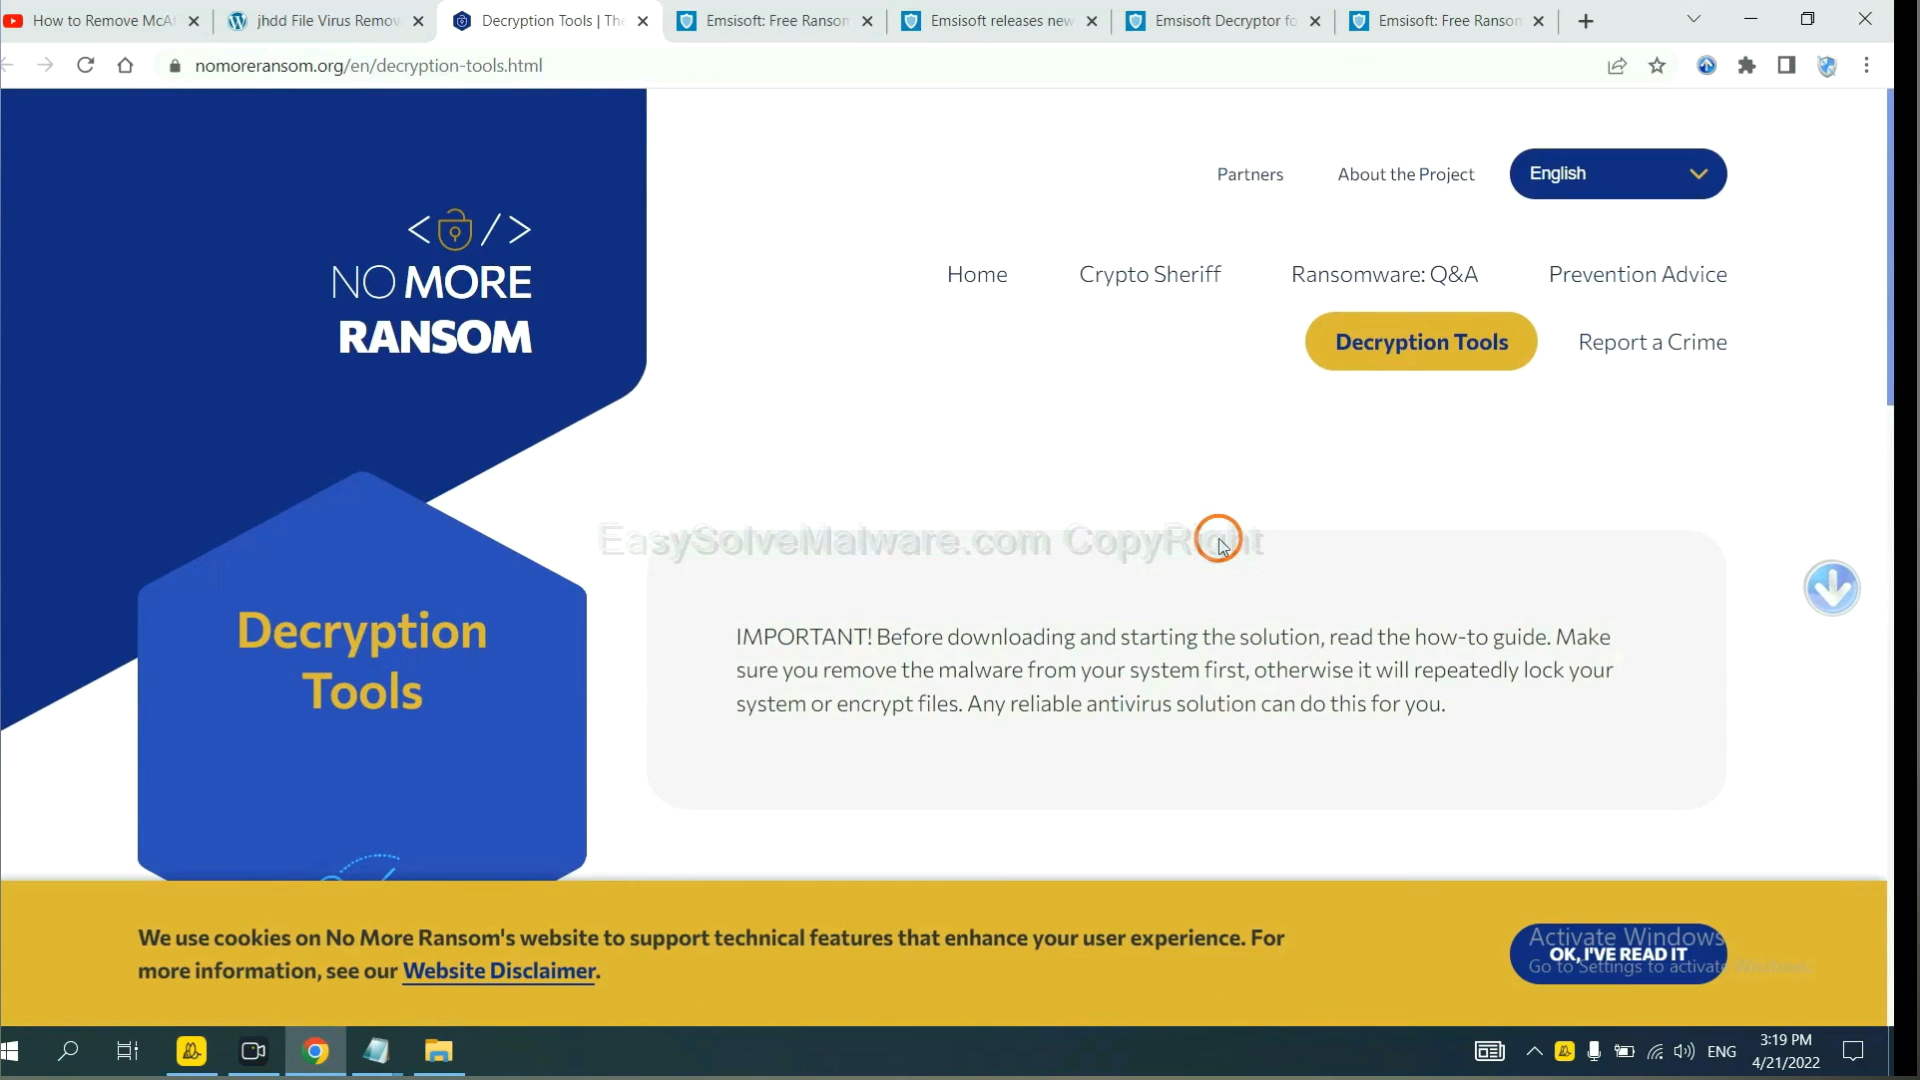 How to Remove McAf
jhdd File Virus Remov
Decryption Tools | The
Emsisoft: Free Ransom
Emsisoft releases new
Emsisoft Decryptor fo
Emsisoft: Free Ransom
nomoreransom.org/en/decryption-tools.html
Partners
About the Project
English
NO MORE
RANSOM
Home
Crypto Sheriff
Ransomware: Q&A
Prevention Advice
Decryption Tools
Report a Crime
EasySolveMalware.com CopyRight
Decryption
Tools
IMPORTANT! Before downloading and starting the solution, read the how-to guide. Make
sure you remove the malware from your system first, otherwise it will repeatedly lock your
system or encrypt files. Any reliable antivirus solution can do this for you.
We use cookies on No More Ransom's website to support technical features that enhance your user experience. For
more information, see our Website Disclaimer.
Activate Windows
OK, I'VE READ IT
Go to Settings to activate Windows.
ENG
3:19 PM
4/21/2022